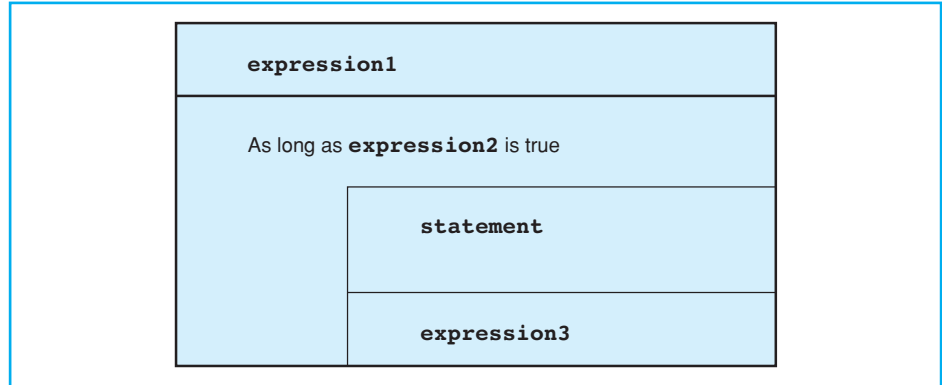 expression1
As long as expression2 is true
statement
expression3